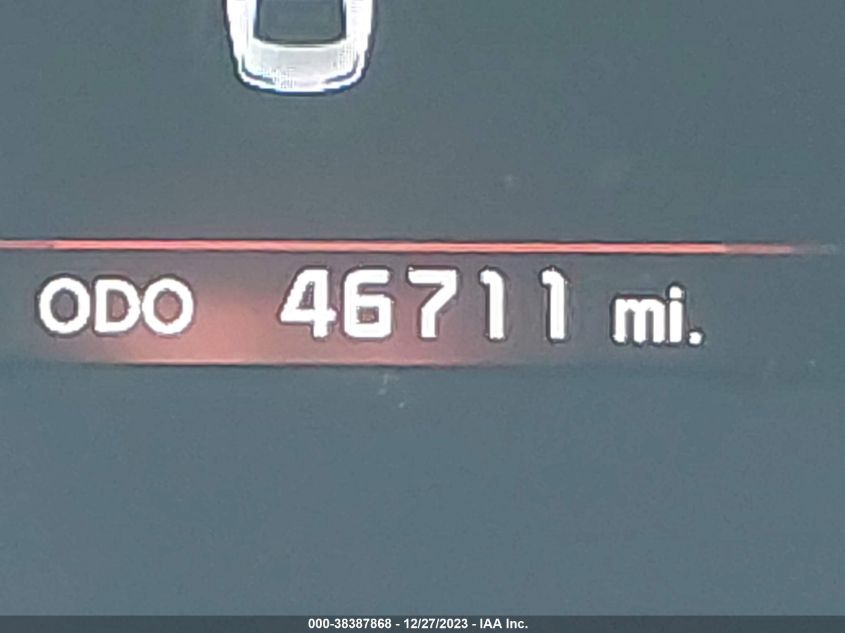 ODO 46711 mi.
000-38387868 - 12/27/2023 - IAA Inc.